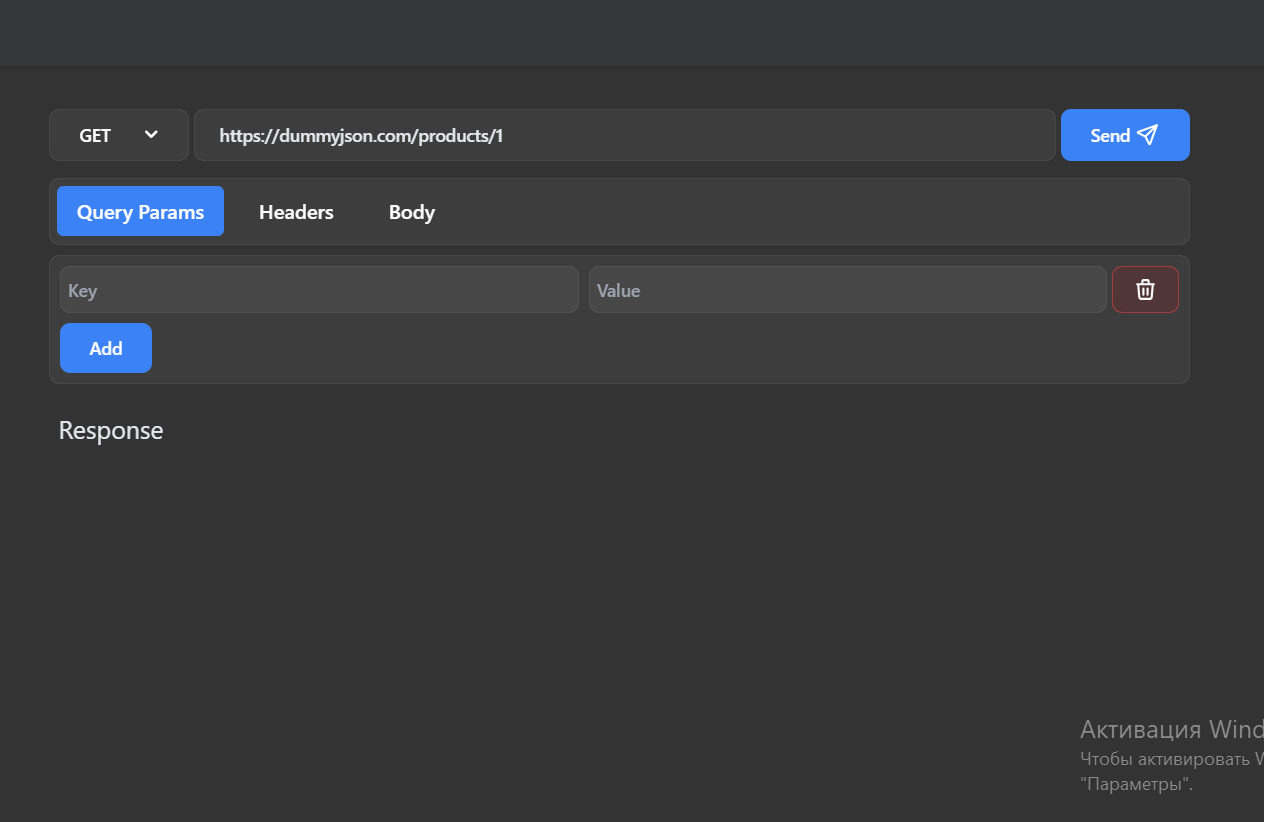 GET
https://dummyjson.com/products/1
Send
Query Params Headers Body
Key Value
Add
Response
Активация Wind
Чтобы активировать
"Параметры".